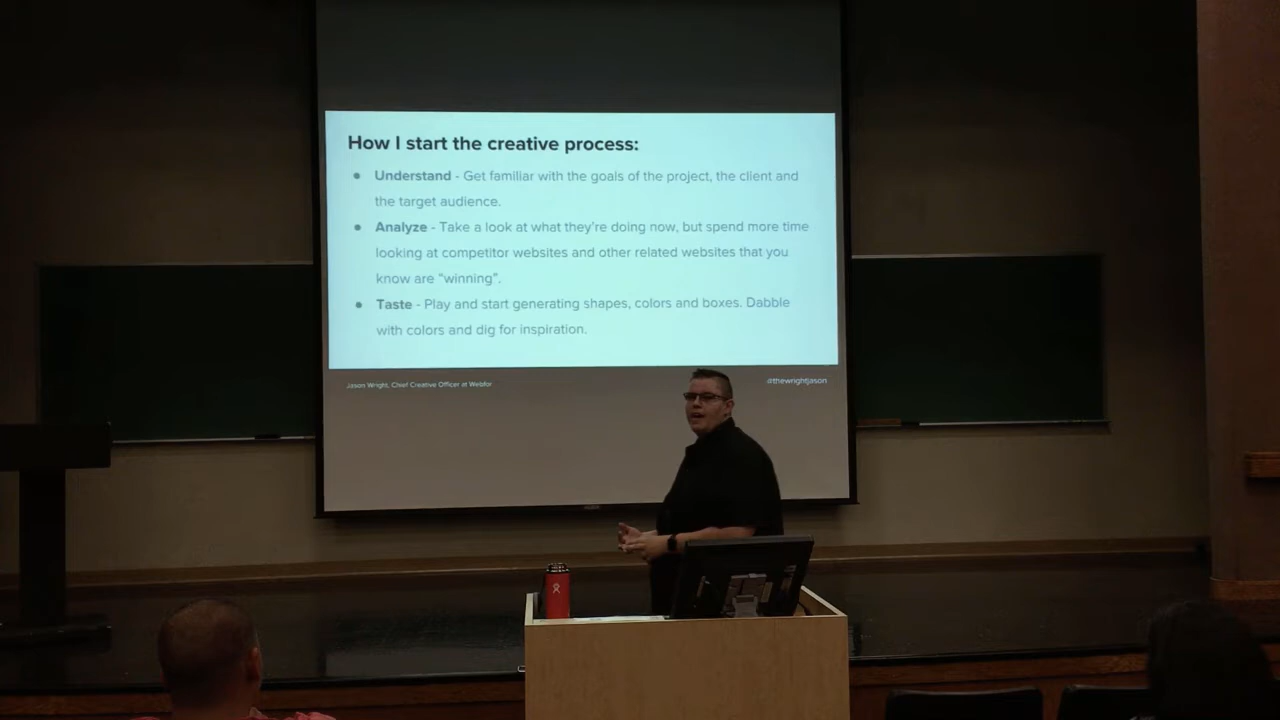 How I start the creative process:
● Understand - Get familiar with the goals of the project, the client and
the target audience.
● Analyze - Take a look at what they're doing now, but spend more time
looking at competitor websites and other related websites that you
know are "winning".
● Taste - Play and start generating shapes, colors and boxes. Dabble
with colors and dig for inspiration.
Jason Wright, Chief Creative Officer at Webfor
#thewrightjason